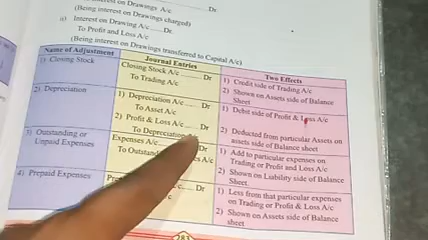 Interest on Drawings A/c
(Being interest on Drawings charged)
ii) Interest on Drawing A/c...... Dr
To Profit and Loss A/c
(Being interest on Drawings transferred to Capital A/c)
Name of Adjustment Journal Entries Two Effects
1) Closing Stock Closing Stock A/c...... Dr 1) Credit side of Trading A/c
To Trading A/c 2) Shown on Assets side of Balance
Sheet
2) Depreciation 1) Depreciation A/c...... Dr 1) Debit side of Profit & Loss A/c
To Asset A/c
2) Profit & Loss A/c...... Dr 2) Deducted from particular Assets on
To Depreciation assets side of Balance Sheet
3) Outstanding or Expenses A/c...... Dr 1) Add to particular expenses on
Unpaid Expenses To Outstanding A/c Trading or Profit and Loss A/c
2) Shown on Liability side of Balance
Sheet.
4) Prepaid Expenses Dr 1) Less from that particular expenses
A/c on Trading or Profit & Loss A/c
2) Shown on Assets side of Balance
sheet
283